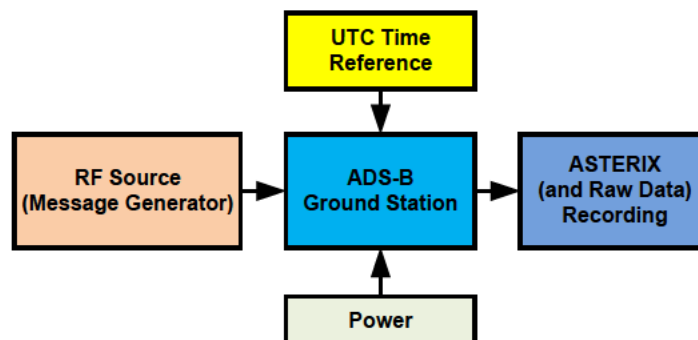 UTC Time
Reference
RF Source
(Message Generator)
ADS-B
Ground Station
ASTERIX
(and Raw Data)
Recording
Power